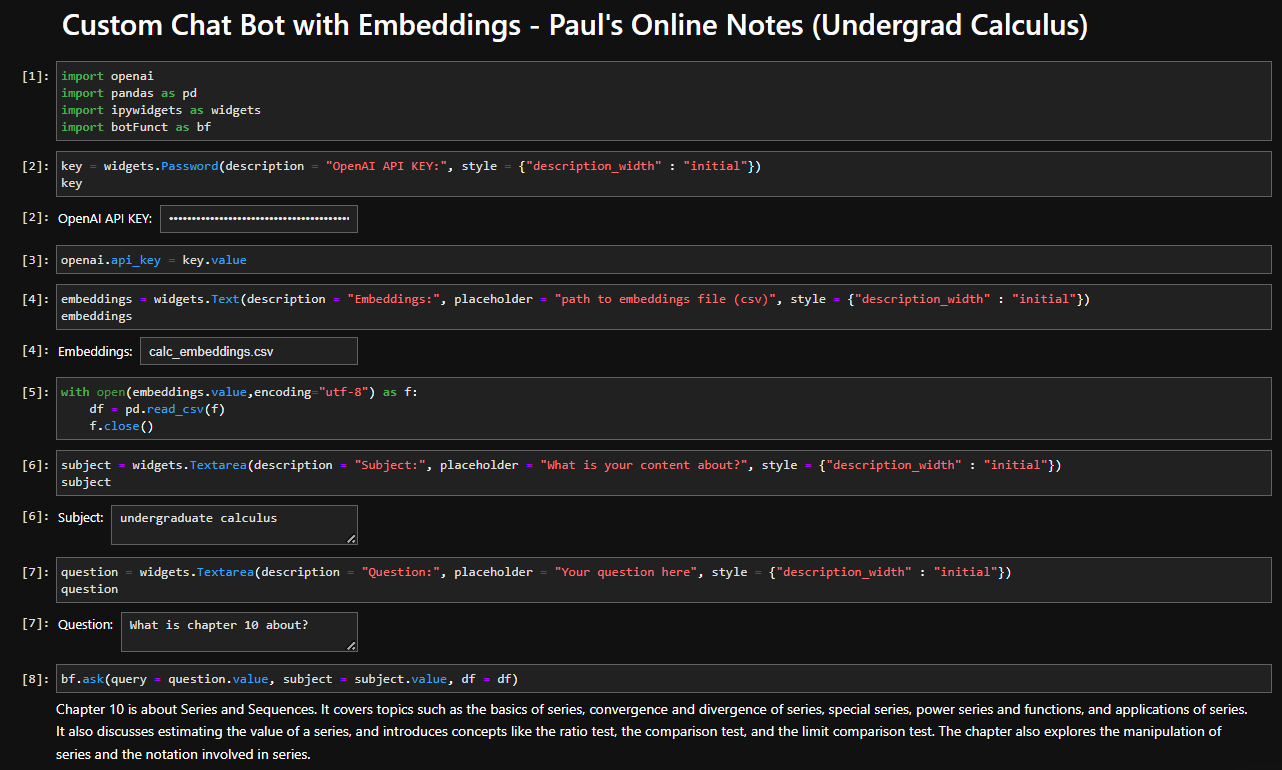 Custom Chat Bot with Embeddings - Paul's Online Notes (Undergrad Calculus)
[1]: import openai
import pandas as pd
import ipywidgets as widgets
import botFunct as bf
[2]: key = widgets.Password(description = "OpenAI API KEY:", style = {"description_width" : "initial"})
key
[2]: OpenAI API KEY: 
[3]: openai.api_key = key.value
[4]: embeddings = widgets.Text(description = "Embeddings:", placeholder = "path to embeddings file (csv)", style = {"description_width" : "initial"})
embeddings
[4]: Embeddings: calc_embeddings.csv
[5]: with open(embeddings.value,encoding="utf-8") as f:
    df = pd.read_csv(f)
    f.close()
[6]: subject = widgets.Textarea(description = "Subject:", placeholder = "What is your content about?", style = {"description_width" : "initial"})
subject
[6]: Subject: undergraduate calculus
[7]: question = widgets.Textarea(description = "Question:", placeholder = "Your question here", style = {"description_width" : "initial"})
question
[7]: Question: What is chapter 10 about?
[8]: bf.ask(query = question.value, subject = subject.value, df = df)
Chapter 10 is about Series and Sequences. It covers topics such as the basics of series, convergence and divergence of series, special series, power series and functions, and applications of series.
It also discusses estimating the value of a series, and introduces concepts like the ratio test, the comparison test, and the limit comparison test. The chapter also explores the manipulation of
series and the notation involved in series.